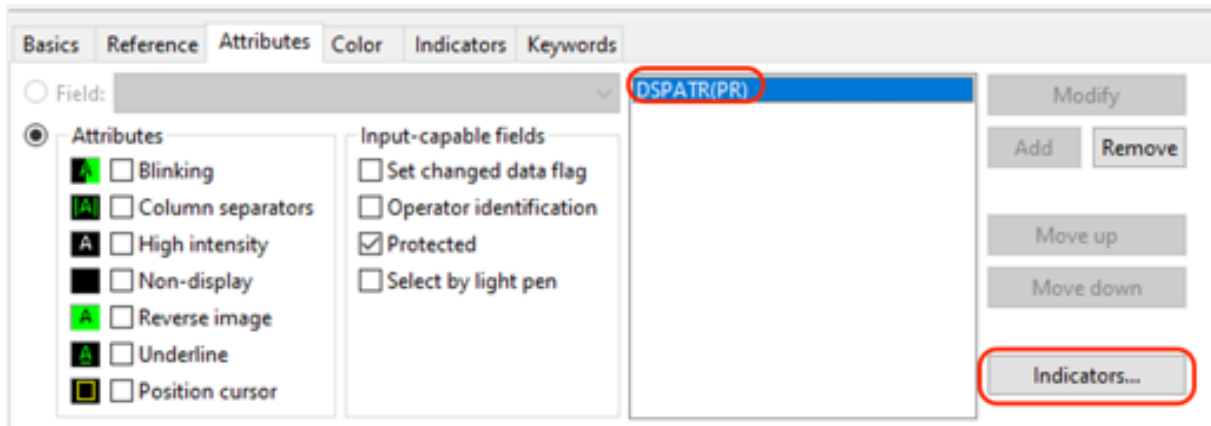 Basics Reference Attributes Color Indicators Keywords
Field:
DSPATR(PR)
Modify
Attributes
Input-capable fields
Add Remove
A Blinking
Set changed data flag
A Column separators
Operator identification
A High intensity
Protected
Move up
Non-display
Select by light pen
Move down
A Reverse image
A Underline
Indicators...
Position cursor